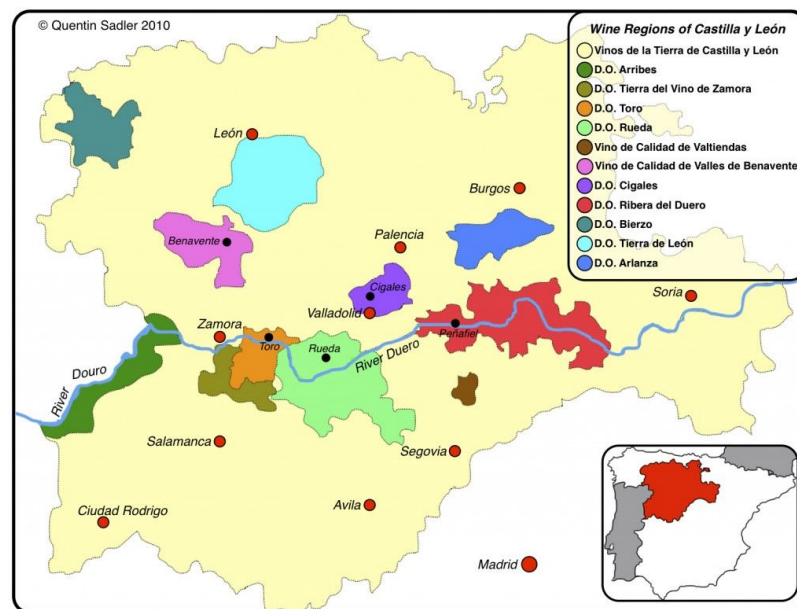 © Quentin Sadler 2010
Wine Regions of Castilla y León
Vinos de la Tierra de Castilla y León
D.O. Arribes
D.O. Tierra del Vino de Zamora
D.O. Toro
D.O. Rueda
Vino de Calidad de Valtiendas
Vino de Calidad de Valles de Benavente
D.O. Cigales
D.O. Ribera del Duero
D.O. Bierzo
D.O. Tierra de León
D.O. Arlanza
León
Burgos
Benavente
Palencia
Cigales
Soria
Valladolid
Zamora
Peñafiel
Toro
Rueda
River Duero
River Douro
Salamanca
Segovia
Avila
Ciudad Rodrigo
Madrid